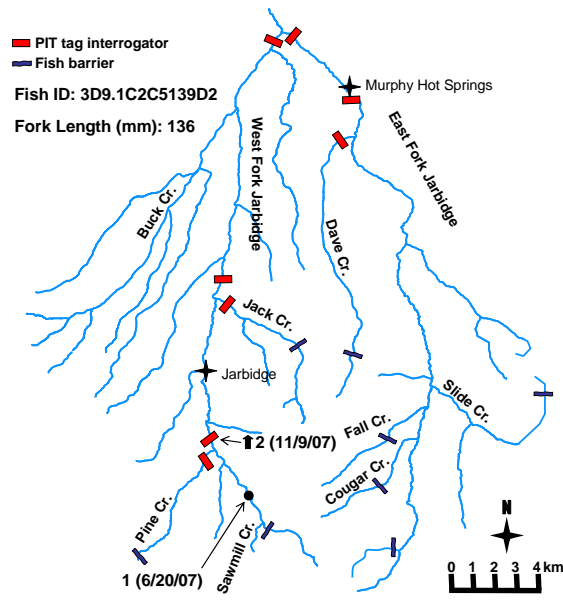 PIT tag interrogator
Fish barrier
Fish ID: 3D9.1C2C5139D2
Fork Length (mm): 136
Murphy Hot Springs
West Fork Jarbidge
East Fork Jarbidge
Buck Cr.
Dave Cr.
Jack Cr.
Jarbidge
Slide Cr.
Fall Cr.
2 (11/9/07)
Cougar Cr.
Pine Cr.
Sawmill Cr.
1 (6/20/07)
N
0 1 2 3 4 km